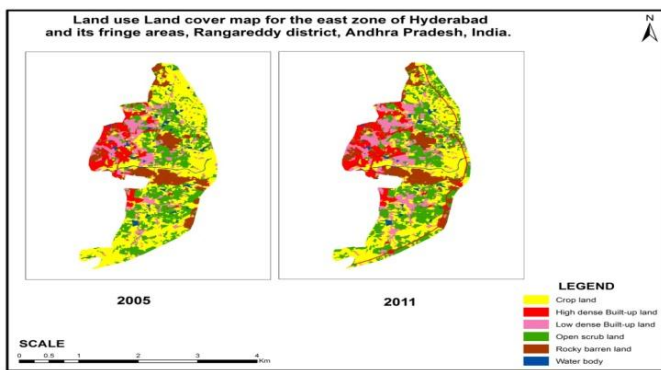 Land use Land cover map for the east zone of Hyderabad
and its fringe areas, Rangareddy district, Andhra Pradesh, India.
N
2005
2011
LEGEND
Crop land
High dense Built-up land
Low dense Built-up land
Open scrub land
Rocky barren land
Water body
SCALE
0 0.5 1 2 3 4
Km